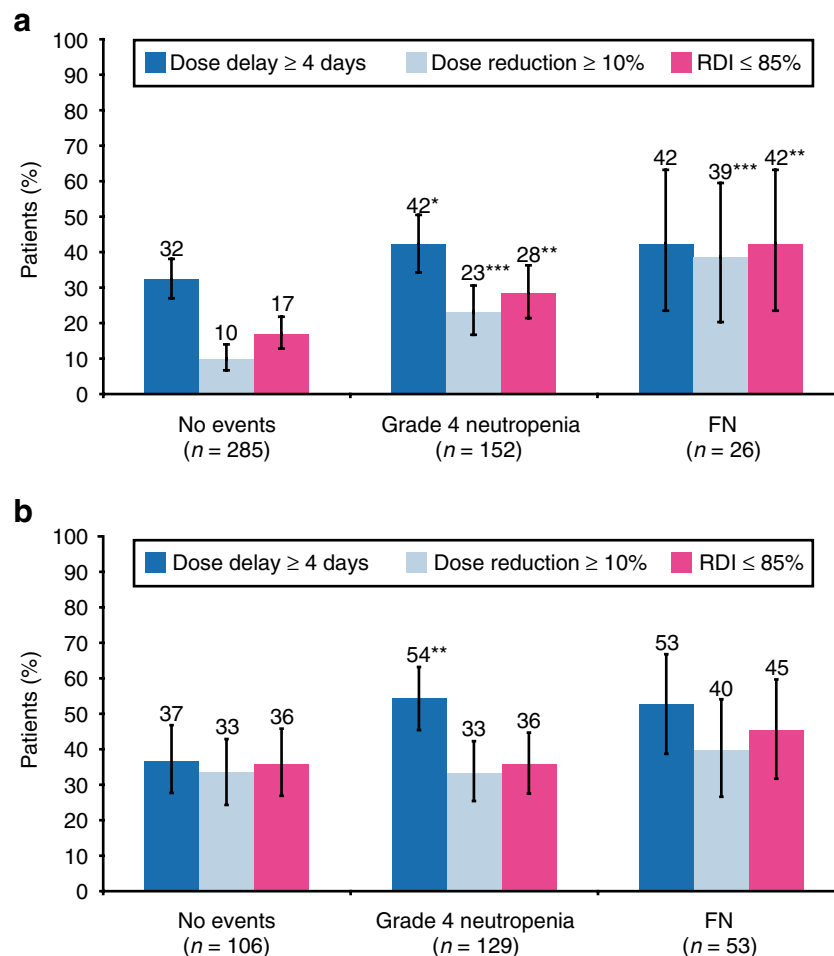 a
100
90
80
70
60
50
40
30
20
10
0
Patients (%)
Dose delay ≥ 4 days Dose reduction ≥ 10% RDI ≤ 85%
32
10
17
42*
23***
28**
42
39***
42**
No events
(n = 285)
Grade 4 neutropenia
(n = 152)
FN
(n = 26)
b
100
90
80
70
60
50
40
30
20
10
0
Patients (%)
Dose delay ≥ 4 days Dose reduction ≥ 10% RDI ≤ 85%
37
33
36
54**
33
36
53
40
45
No events
(n = 106)
Grade 4 neutropenia
(n = 129)
FN
(n = 53)